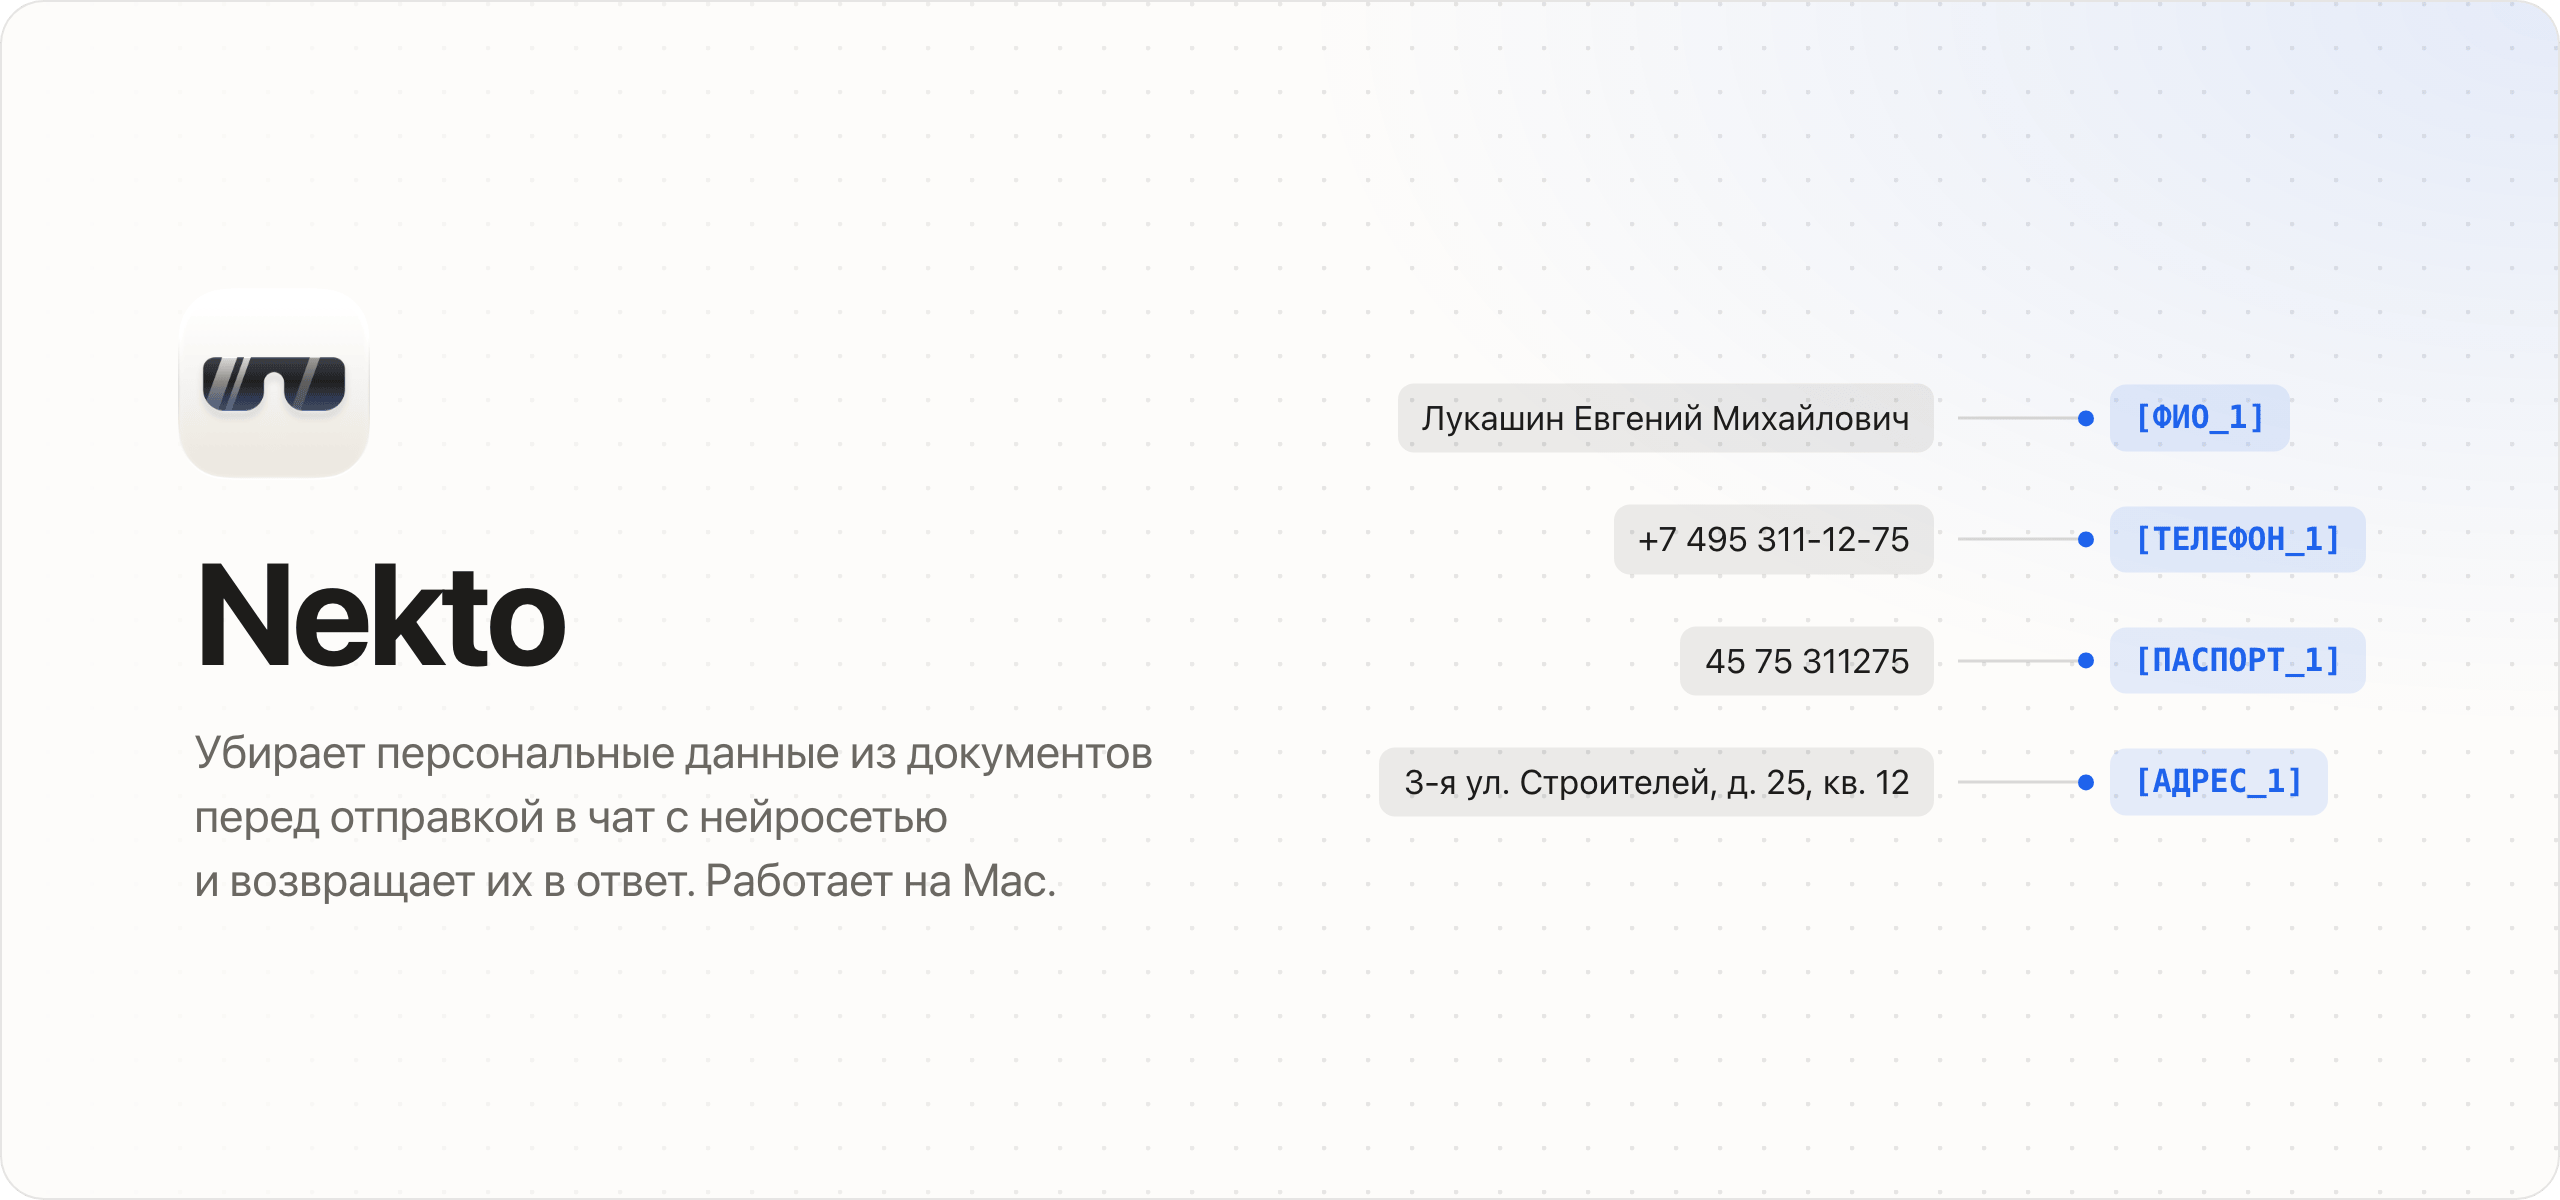 Nekto
Убирает персональные данные из документов
перед отправкой в чат с нейросетью
и возвращает их в ответ. Работает на Mac.
Лукашин Евгений Михайлович [ФИО_1]
+7 495 311-12-75 [ТЕЛЕФОН_1]
45 75 311275 [ПАСПОРТ_1]
3-я ул. Строителей, д. 25, кв. 12 [АДРЕС_1]